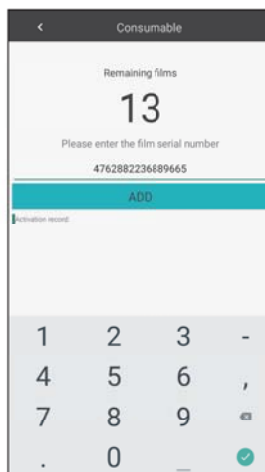 Consumable
Remaining films
13
Please enter the film serial number
4762882236889665
ADD
Activation record
1 2 3 -
4 5 6 ,
7 8 9
. 0 _